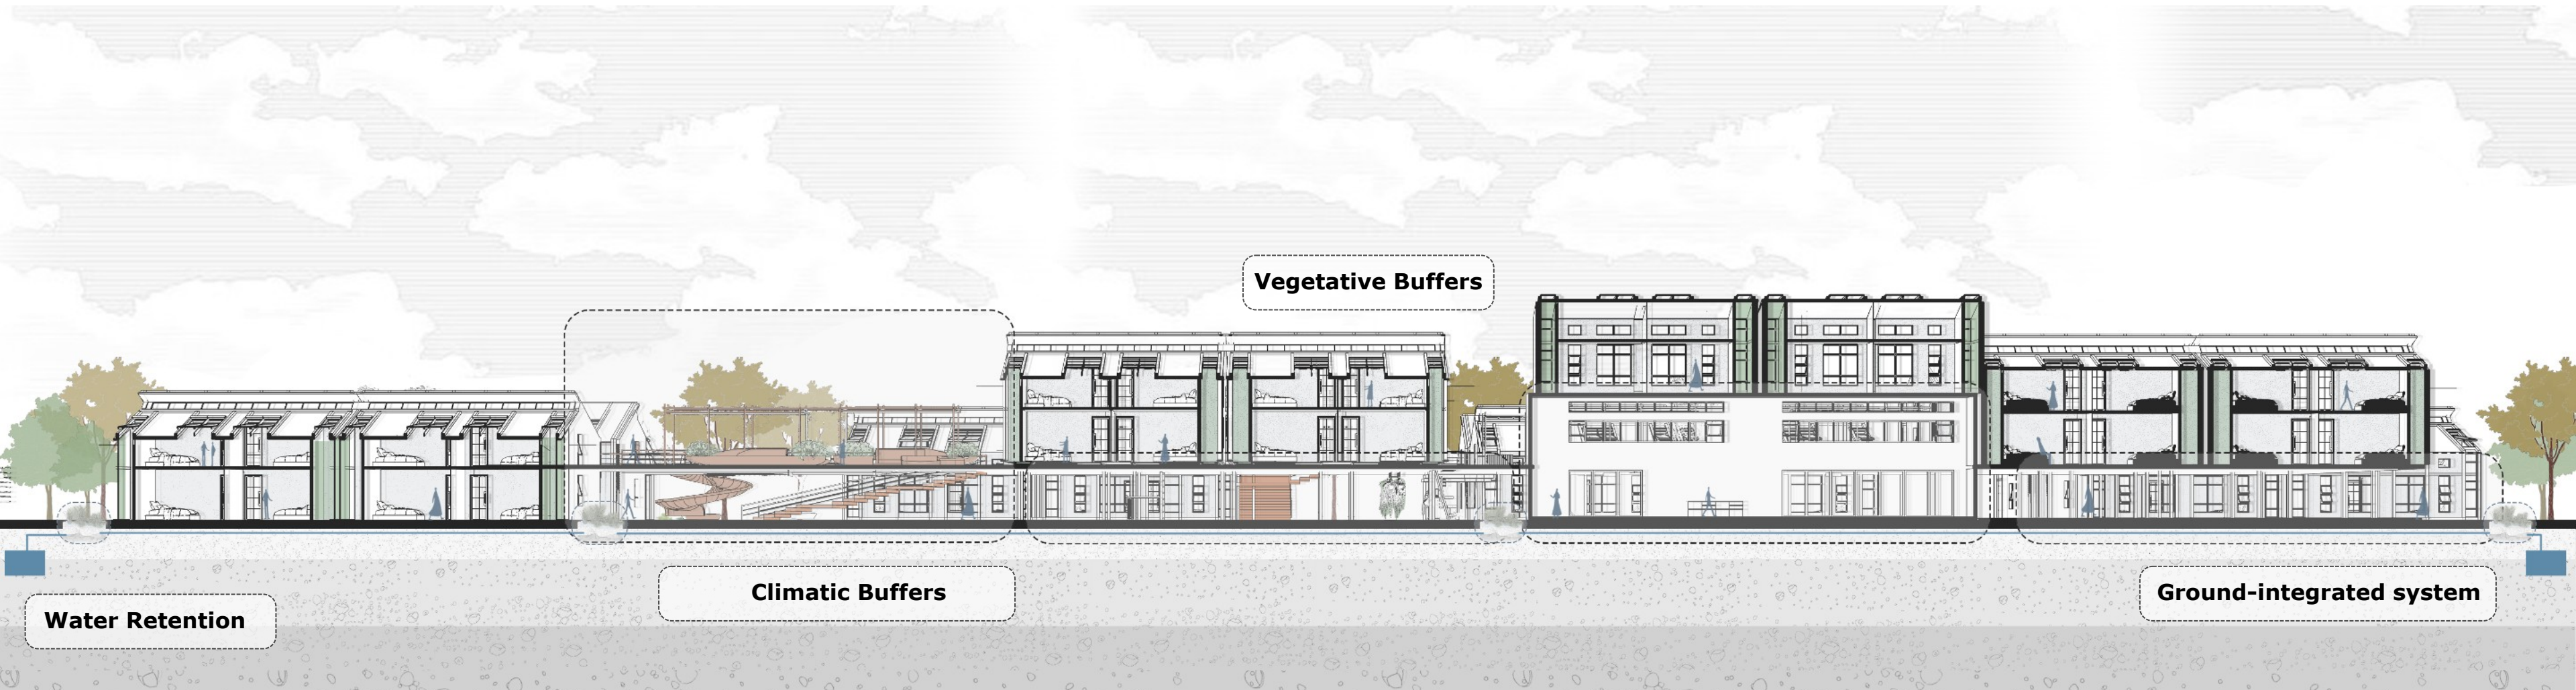 Vegetative Buffers
Climatic Buffers
Ground-integrated system
Water Retention